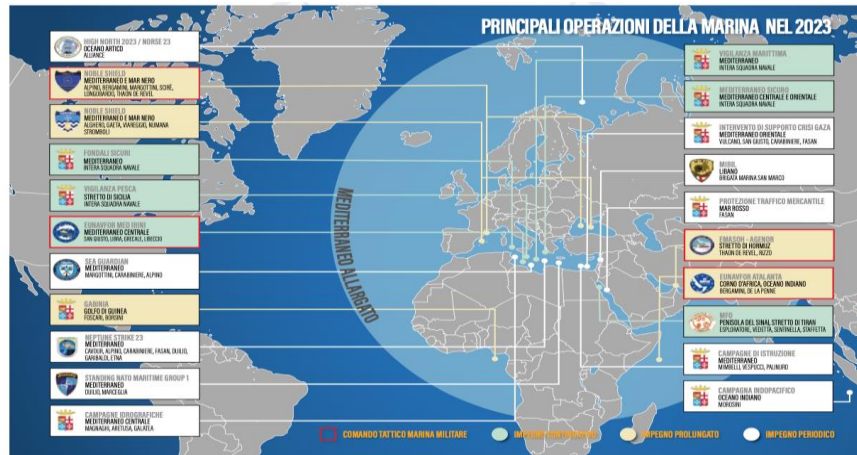 PRINCIPALI OPERAZIONI DELLA MARINA NEL 2023
HIGH NORTH 2023 / NORSE 23
OCEANO ARTICO
ALLIANCE
NOBLE SHIELD
MEDITERRANEO E MAR NERO
ALPINO, BERGAMINI, MARGOTTINI, SCIRÉ,
LONGOBARDO, THAON DE REVEL
NOBLE SHIELD
MEDITERRANEO E MAR NERO
ALGHERO, GAETA, VIAREGGIO, NUMANA
STROMBOLI
FONDALI SICURI
MEDITERRANEO
INTERA SQUADRA NAVALE
VIGILANZA PESCA
STRETTO DI SICILIA
INTERA SQUADRA NAVALE
EUNAVFOR MED IRINI
MEDITERRANEO CENTRALE
SAN GIUSTO, LIBRA, GRECALE, LIBECCIO
SEA GUARDIAN
MEDITERRANEO
MARGOTTINI, CARABINIERE, ALPINO
GABINIA
GOLFO DI GUINEA
FOSCARI, BORSINI
NEPTUNE STRIKE 23
MEDITERRANEO
CAVOUR, ALPINO, CARABINIERE, FASAN, DUILIO,
GARIBALDI, ETNA
STANDING NATO MARITIME GROUP 1
MEDITERRANEO
DUILIO, MARCEGLIA
CAMPAGNE IDROGRAFICHE
MEDITERRANEO CENTRALE
MAGNAGHI, ARETUSA, GALATEA
MEDITERRANEO ALLARGATO
VIGILANZA MARITTIMA
MEDITERRANEO
INTERA SQUADRA NAVALE
MEDITERRANEO SICURO
MEDITERRANEO CENTRALE E ORIENTALE
INTERA SQUADRA NAVALE
INTERVENTO DI SUPPORTO CRISI GAZA
MEDITERRANEO ORIENTALE
VULCANO, SAN GIUSTO, CARABINIERE, FASAN
MIBIL
LIBANO
BRIGATA MARINA SAN MARCO
PROTEZIONE TRAFFICO MERCANTILE
MAR ROSSO
FASAN
EMASOH - AGENOR
STRETTO DI HORMUZ
THAON DE REVEL, RIZZO
EUNAVFOR ATALANTA
CORNO D'AFRICA, OCEANO INDIANO
BERGAMINI, DE LA PENNE
MFO
PENISOLA DEL SINAI, STRETTO DI TIRAN
ESPLORATORE, VEDETTA, SENTINELLA, STAFFETTA
CAMPAGNE DI ISTRUZIONE
MEDITERRANEO
MIMBELLI, VESPUCCI, PALINURO
CAMPAGNA INDOPACIFICO
OCEANO INDIANO
MOROSINI
COMANDO TATTICO MARINA MILITARE
IMPEGNO
IMPEGNO PROLUNGATO
IMPEGNO PERIODICO